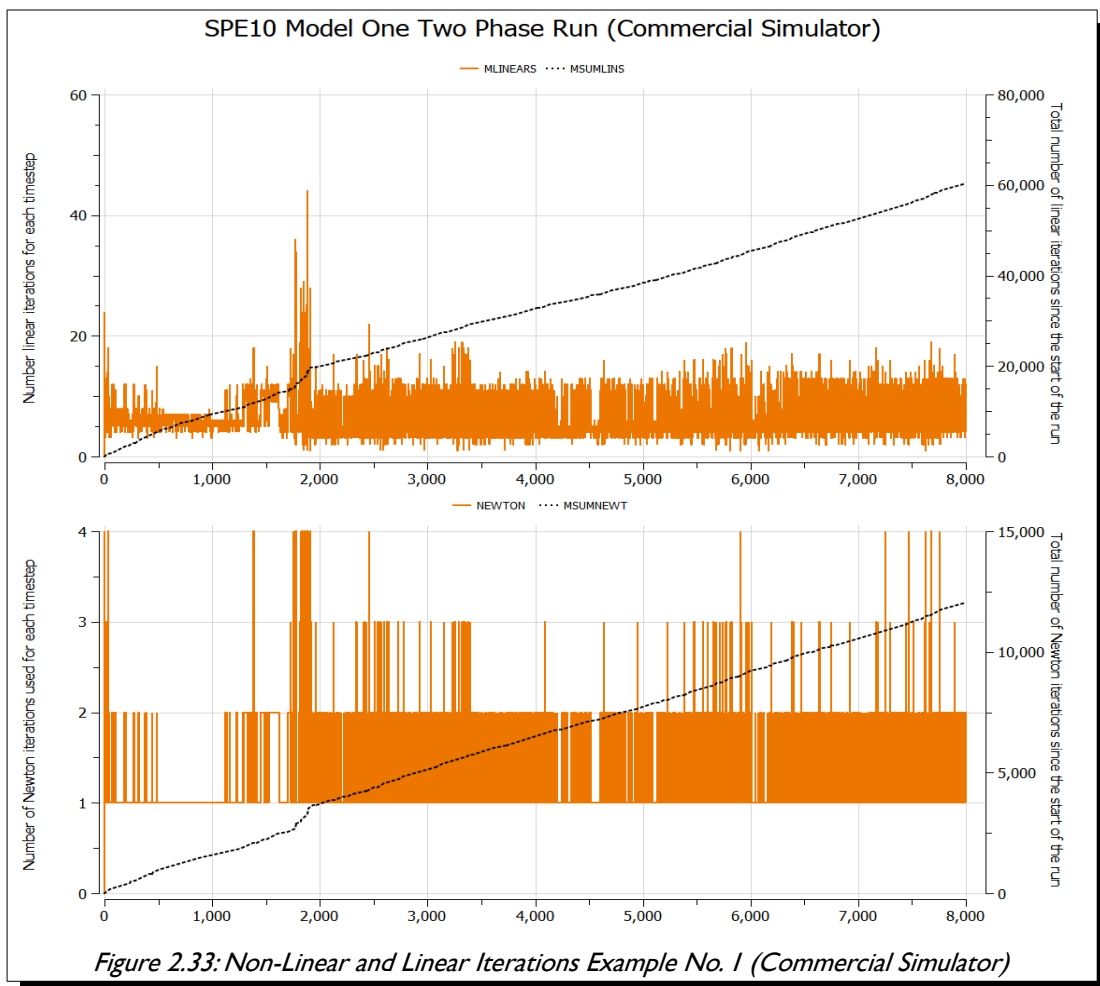 SPE10 Model One Two Phase Run (Commercial Simulator)
MLINEARS MSUMLINS
Number linear iterations for each timestep
60
40
20
0
80,000
60,000
40,000
20,000
0
Total number of linear iterations since the start of the run
0 1,000 2,000 3,000 4,000 5,000 6,000 7,000 8,000
NEWTON MSUMNEWT
Number of Newton iterations used for each timestep
4
3
2
1
0
15,000
10,000
5,000
0
Total number of Newton iterations since the start of the run
0 1,000 2,000 3,000 4,000 5,000 6,000 7,000 8,000
Figure 2.33: Non-Linear and Linear Iterations Example No. 1 (Commercial Simulator)